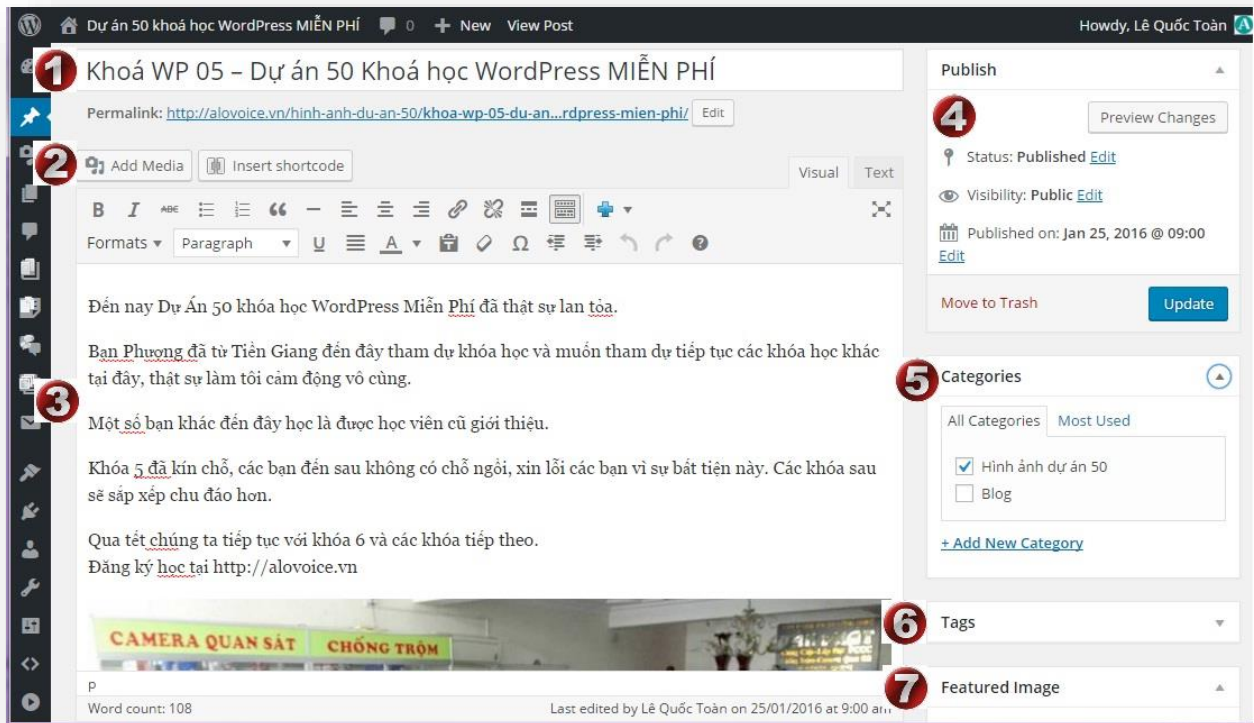 Dự án 50 khoá học WordPress MIỄN PHÍ 0 + New View Post Howdy, Lê Quốc Toàn
1 Khoá WP 05 – Dự án 50 Khoá học WordPress MIỄN PHÍ
Permalink: http://alovoice.vn/hinh-anh-du-an-50/khoa-wp-05-du-an...rdpress-mien-phi/ Edit
2 Add Media Insert shortcode
Visual Text
B I ABC
Formats Paragraph U A Ω
3
Đến nay Dự Án 50 khóa học WordPress Miễn Phí đã thật sự lan tỏa.
Bạn Phương đã từ Tiền Giang đến đây tham dự khóa học và muốn tham dự tiếp tục các khóa học khác
tại đây, thật sự làm tôi cảm động vô cùng.
Một số bạn khác đến đây học là được học viên cũ giới thiệu.
Khóa 5 đã kín chỗ, các bạn đến sau không có chỗ ngồi, xin lỗi các bạn vì sự bất tiện này. Các khóa sau
sẽ sắp xếp chu đáo hơn.
Qua tết chúng ta tiếp tục với khóa 6 và các khóa tiếp theo.
Đăng ký học tại http://alovoice.vn
CAMERA QUAN SÁT CHỐNG TRỘM
p
Word count: 108 Last edited by Lê Quốc Toàn on 25/01/2016 at 9:00 am
Publish
4 Preview Changes
Status: Published Edit
Visibility: Public Edit
Published on: Jan 25, 2016 @ 09:00
Edit
Move to Trash Update
5 Categories
All Categories Most Used
Hình ảnh dự án 50
Blog
+ Add New Category
6 Tags
7 Featured Image